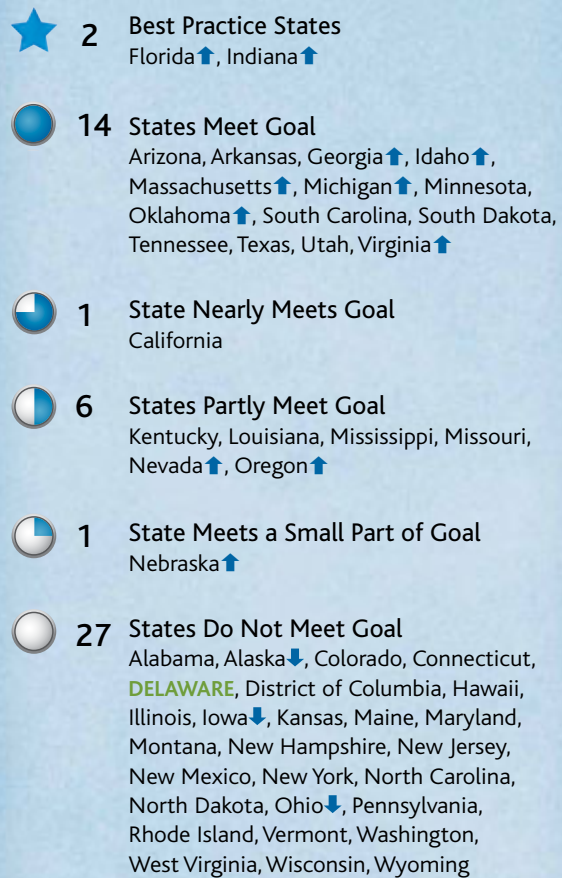 2 Best Practice States
Florida⬆, Indiana⬆
14 States Meet Goal
Arizona, Arkansas, Georgia⬆, Idaho⬆,
Massachusetts⬆, Michigan⬆, Minnesota,
Oklahoma⬆, South Carolina, South Dakota,
Tennessee, Texas, Utah, Virginia⬆
1 State Nearly Meets Goal
California
6 States Partly Meet Goal
Kentucky, Louisiana, Mississippi, Missouri,
Nevada⬆, Oregon⬆
1 State Meets a Small Part of Goal
Nebraska⬆
27 States Do Not Meet Goal
Alabama, Alaska⬇, Colorado, Connecticut,
DELAWARE, District of Columbia, Hawaii,
Illinois, Iowa⬇, Kansas, Maine, Maryland,
Montana, New Hampshire, New Jersey,
New Mexico, New York, North Carolina,
North Dakota, Ohio⬇, Pennsylvania,
Rhode Island, Vermont, Washington,
West Virginia, Wisconsin, Wyoming